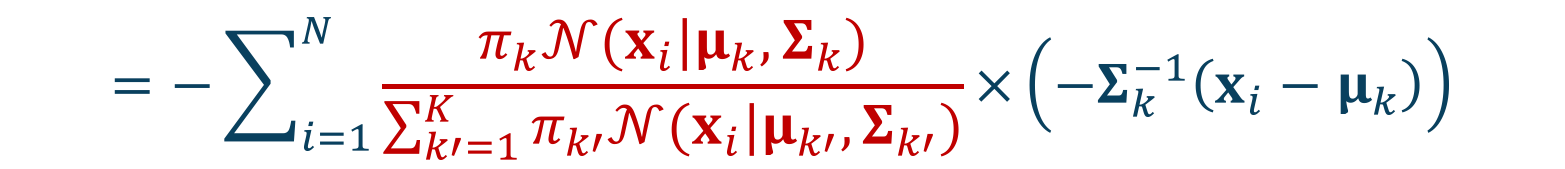 = −∑_{i=1}^{N} \frac{π_k 𝒩(𝐱_i|𝛍_k, 𝚺_k)}{∑_{k′=1}^{K} π_{k′} 𝒩(𝐱_i|𝛍_{k′}, 𝚺_{k′})} × (−𝚺_k^{−1}(𝐱_i − 𝛍_k))